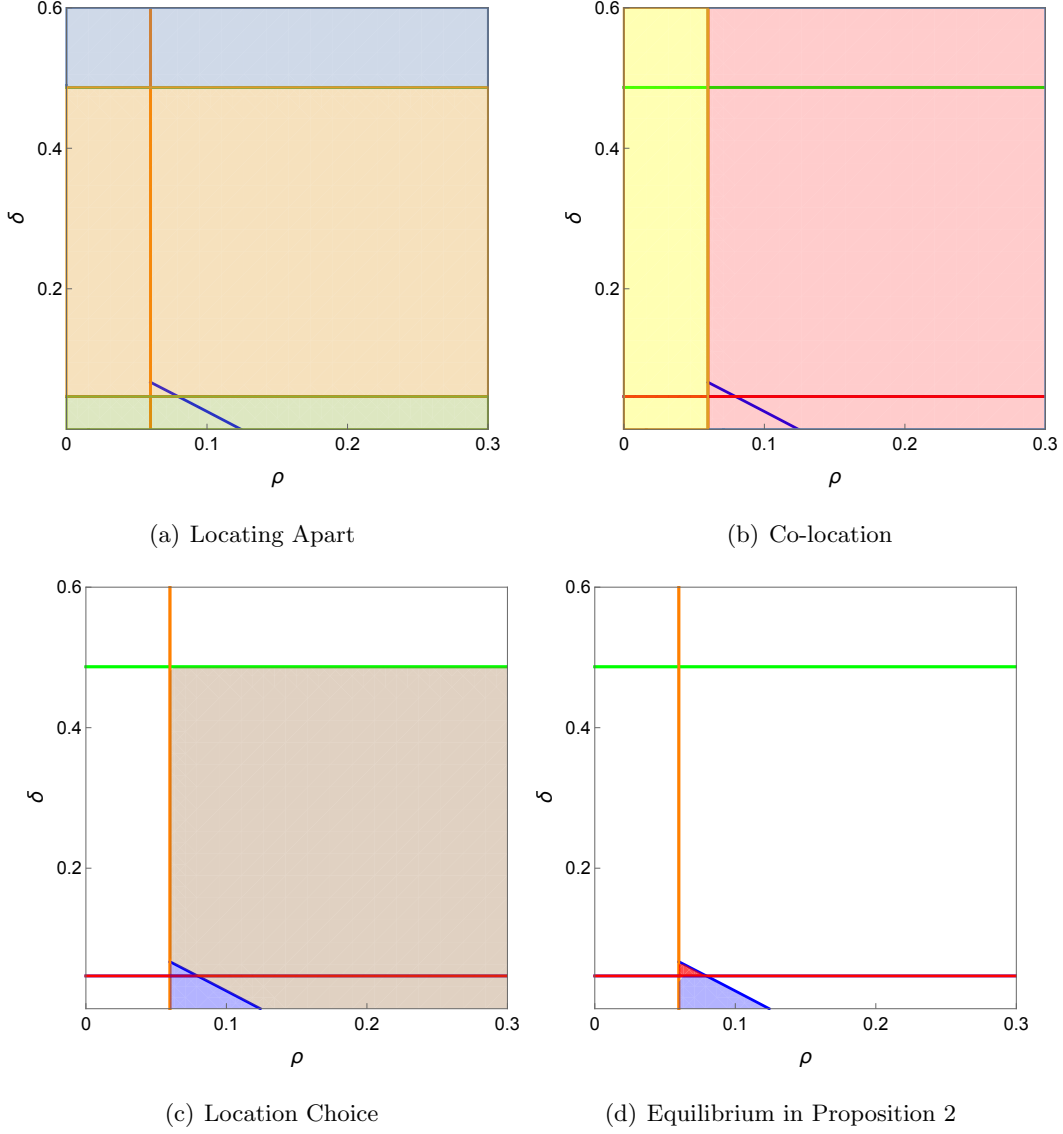 0.6
0.4
δ
0.2
0
0.1
0.2
0.3
ρ
(a) Locating Apart
0.6
0.4
δ
0.2
0
0.1
0.2
0.3
ρ
(b) Co-location
0.6
0.4
δ
0.2
0
0.1
0.2
0.3
ρ
(c) Location Choice
0.6
0.4
δ
0.2
0
0.1
0.2
0.3
ρ
(d) Equilibrium in Proposition 2